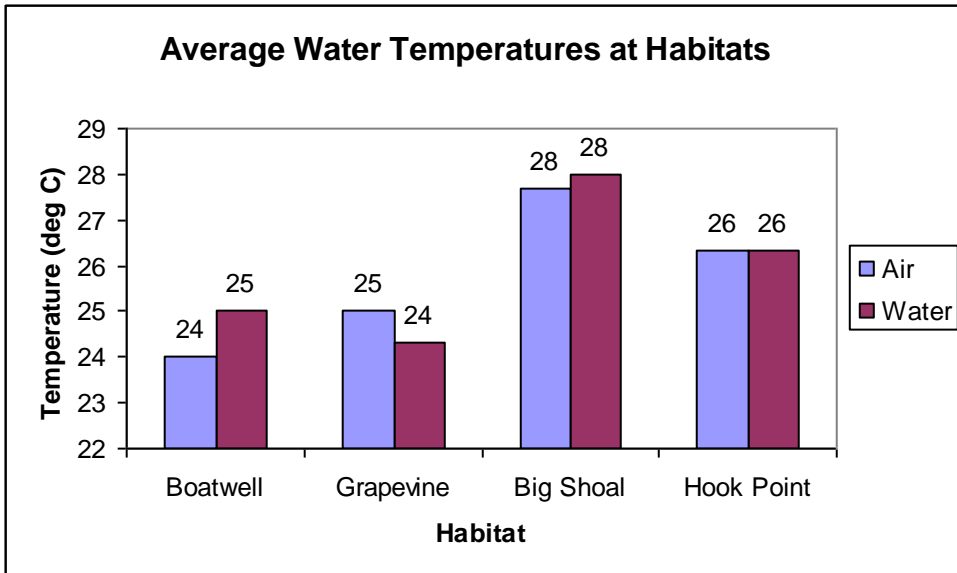 Average Water Temperatures at Habitats
Temperature (deg C)
29
28
27
26
25
24
23
22
24
25
25
24
28
28
26
26
Boatwell
Grapevine
Big Shoal
Hook Point
Habitat
Air
Water